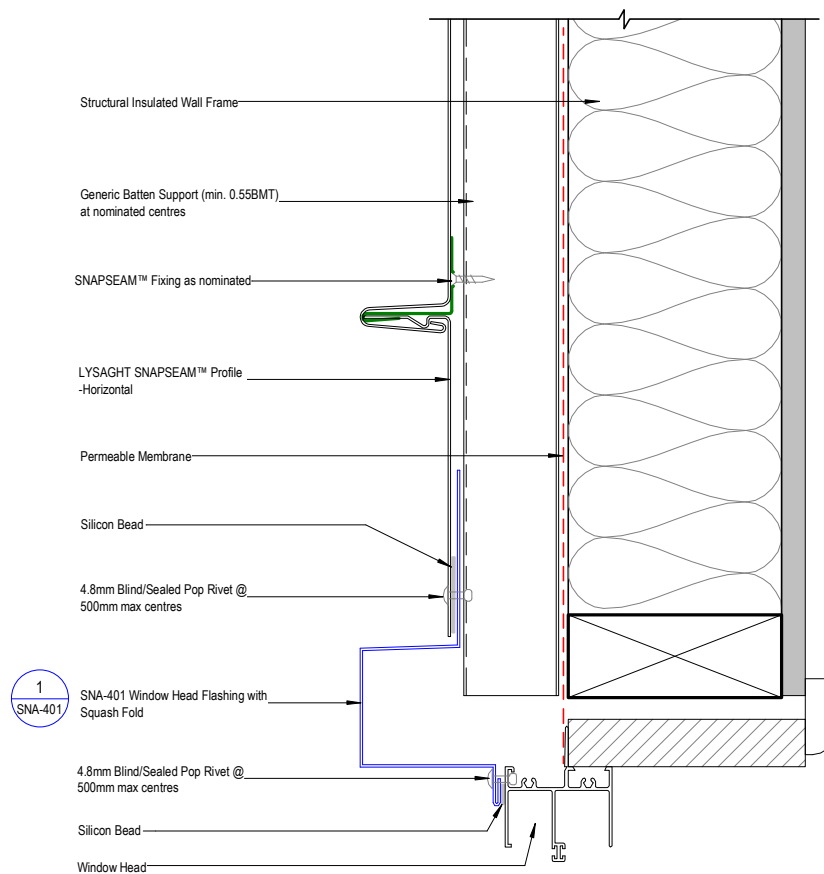 Structural Insulated Wall Frame
Generic Batten Support (min. 0.55BMT)
at nominated centres
SNAPSEAM™ Fixing as nominated
LYSAGHT SNAPSEAM™ Profile
-Horizontal
Permeable Membrane
Silicon Bead
4.8mm Blind/Sealed Pop Rivet @
500mm max centres
1
SNA-401
SNA-401 Window Head Flashing with
Squash Fold
4.8mm Blind/Sealed Pop Rivet @
500mm max centres
Silicon Bead
Window Head